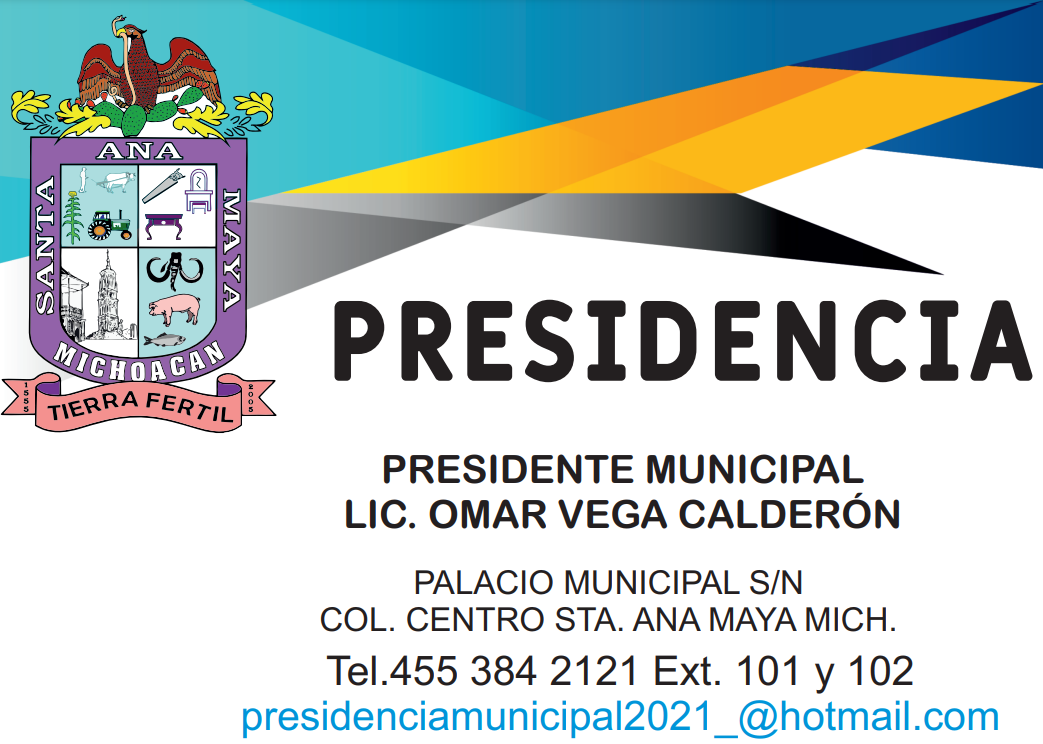 ANA
SANTA
MAYA
MICHOACAN
1555
TIERRA FERTIL
2005
PRESIDENCIA
PRESIDENTE MUNICIPAL
LIC. OMAR VEGA CALDERÓN
PALACIO MUNICIPAL S/N
COL. CENTRO STA. ANA MAYA MICH.
Tel.455 384 2121 Ext. 101 y 102
presidenciamunicipal2021_@hotmail.com